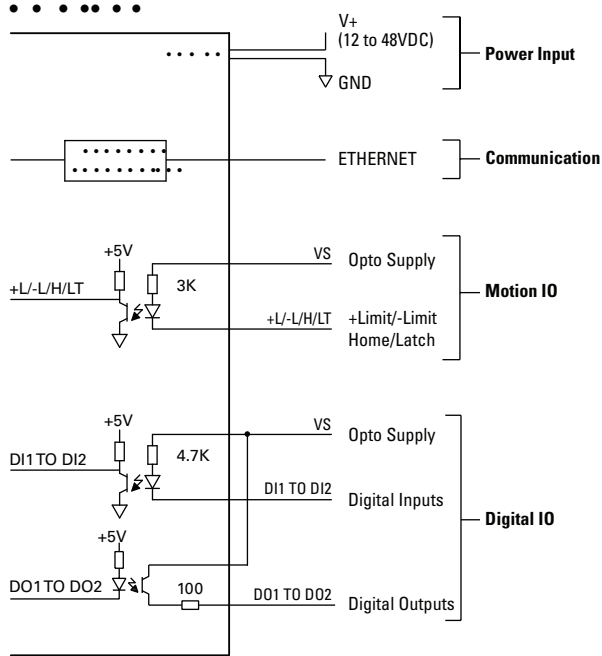 V+
(12 to 48VDC)
Power Input
GND
ETHERNET
Communication
+5V
VS
Opto Supply
3K
Motion IO
+L/-L/H/LT
+L/-L/H/LT
+Limit/-Limit
Home/Latch
+5V
VS
Opto Supply
4.7K
DI1 TO DI2
DI1 TO DI2
Digital Inputs
Digital IO
+5V
DO1 TO DO2
100
DO1 TO DO2
Digital Outputs